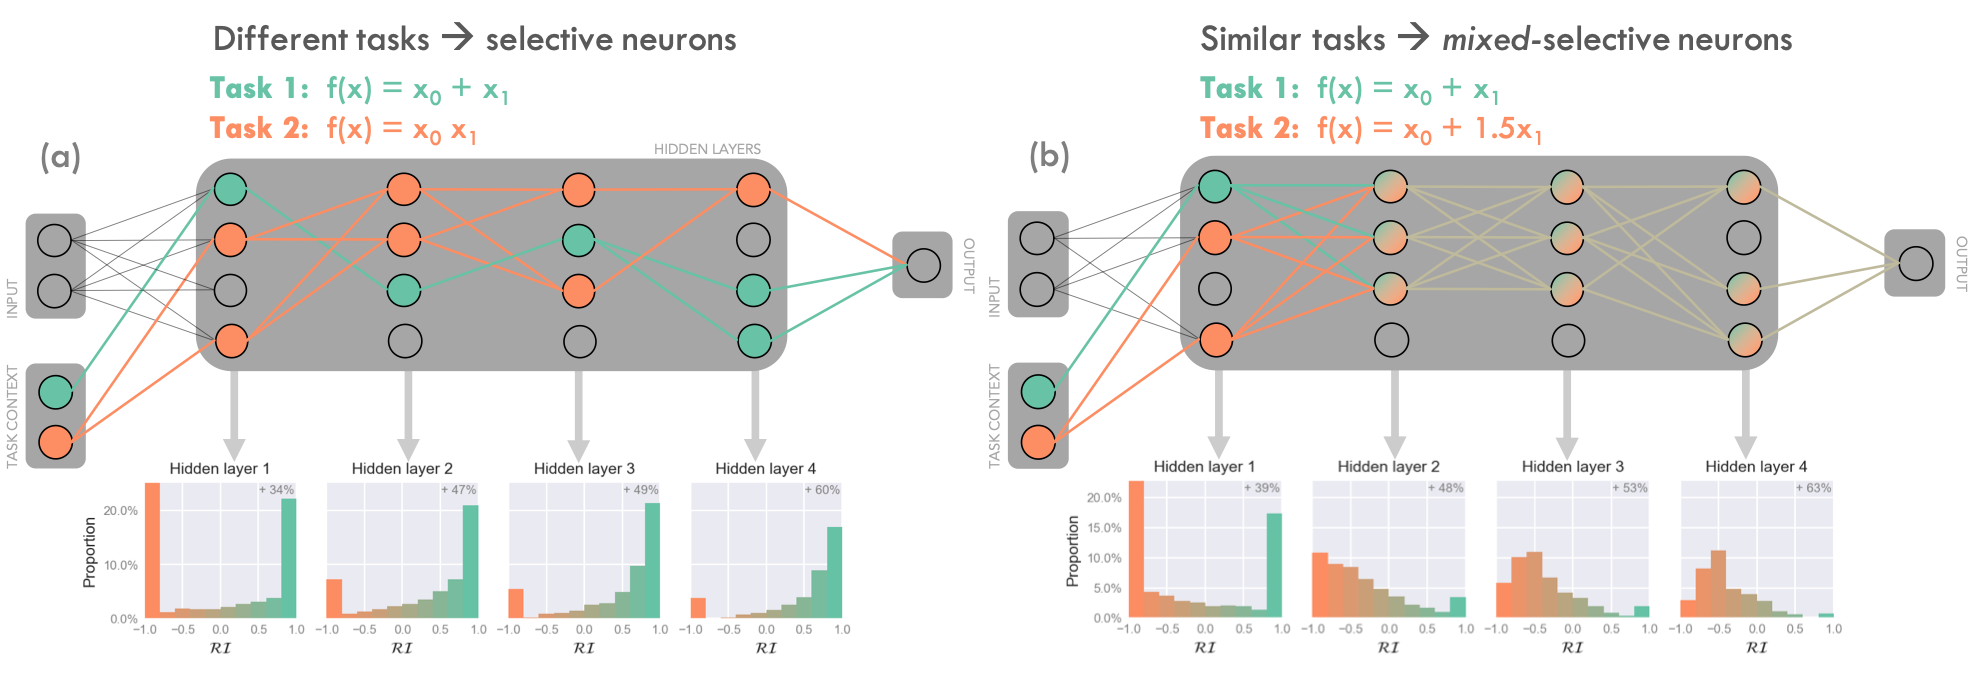 Different tasks → selective neurons
Task 1: f(x) = x₀ + x₁
Task 2: f(x) = x₀ x₁
(a)
HIDDEN LAYERS
INPUT
TASK CONTEXT
OUTPUT
Hidden layer 1
Hidden layer 2
Hidden layer 3
Hidden layer 4
+ 34%
+ 47%
+ 49%
+ 60%
Proportion
20.0%
10.0%
0.0%
−1.0 −0.5 0.0 0.5 1.0
−1.0 −0.5 0.0 0.5 1.0
−1.0 −0.5 0.0 0.5 1.0
−1.0 −0.5 0.0 0.5 1.0
RI
RI
RI
RI
Similar tasks → mixed-selective neurons
Task 1: f(x) = x₀ + x₁
Task 2: f(x) = x₀ + 1.5x₁
(b)
INPUT
TASK CONTEXT
OUTPUT
Hidden layer 1
Hidden layer 2
Hidden layer 3
Hidden layer 4
+ 39%
+ 48%
+ 53%
+ 63%
Proportion
20.0%
15.0%
10.0%
5.0%
0.0%
−1.0 −0.5 0.0 0.5 1.0
−1.0 −0.5 0.0 0.5 1.0
−1.0 −0.5 0.0 0.5 1.0
−1.0 −0.5 0.0 0.5 1.0
RI
RI
RI
RI